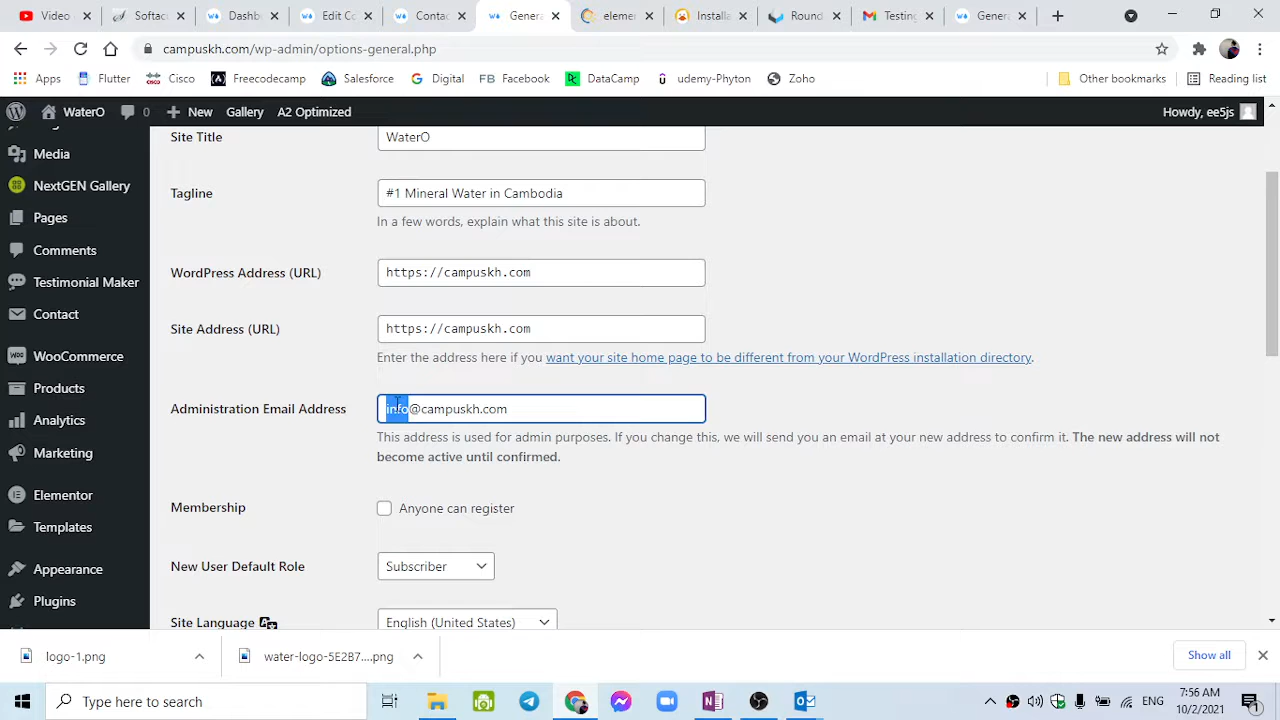 Video
Softac
Dashb
Edit Co
Contac
Genera
elemen
Installa
Round
Testing
Genera
campuskh.com/wp-admin/options-general.php
Apps
Flutter
Cisco
Freecodecamp
Salesforce
Digital
FB Facebook
DataCamp
udemy-Phyton
Zoho
Other bookmarks
Reading list
WaterO
0
New
Gallery
A2 Optimized
Howdy, ee5js
Media
NextGEN Gallery
Pages
Comments
Testimonial Maker
Contact
WooCommerce
Products
Analytics
Marketing
Elementor
Templates
Appearance
Plugins
Site Title
WaterO
Tagline
#1 Mineral Water in Cambodia
In a few words, explain what this site is about.
WordPress Address (URL)
https://campuskh.com
Site Address (URL)
https://campuskh.com
Enter the address here if you want your site home page to be different from your WordPress installation directory.
Administration Email Address
info@campuskh.com
This address is used for admin purposes. If you change this, we will send you an email at your new address to confirm it. The new address will not
become active until confirmed.
Membership
Anyone can register
New User Default Role
Subscriber
Site Language
English (United States)
logo-1.png
water-logo-5E2B7....png
Show all
Type here to search
ENG
7:56 AM
10/2/2021